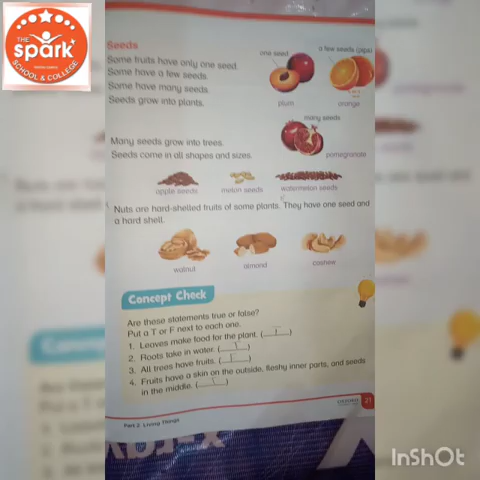 THE
spark
SCHOOL & COLLEGE
Seeds
Some fruits have only one seed.
Some have a few seeds.
Some have many seeds.
Seeds grow into plants.
one seed
a few seeds (pips)
plum
orange
many seeds
Many seeds grow into trees.
Seeds come in all shapes and sizes.
pomegranate
apple seeds
melon seeds
watermelon seeds
Nuts are hard-shelled fruits of some plants. They have one seed and
a hard shell.
walnut
almond
cashew
Concept Check
Are these statements true or false?
Put a T or F next to each one.
1. Leaves make food for the plant. ( )
2. Roots take in water. ( T )
3. All trees have fruits. ( )
4. Fruits have a skin on the outside, fleshy inner parts, and seeds
in the middle. ( T )
Part 2: Living Things
OXFORD
21
InShOt